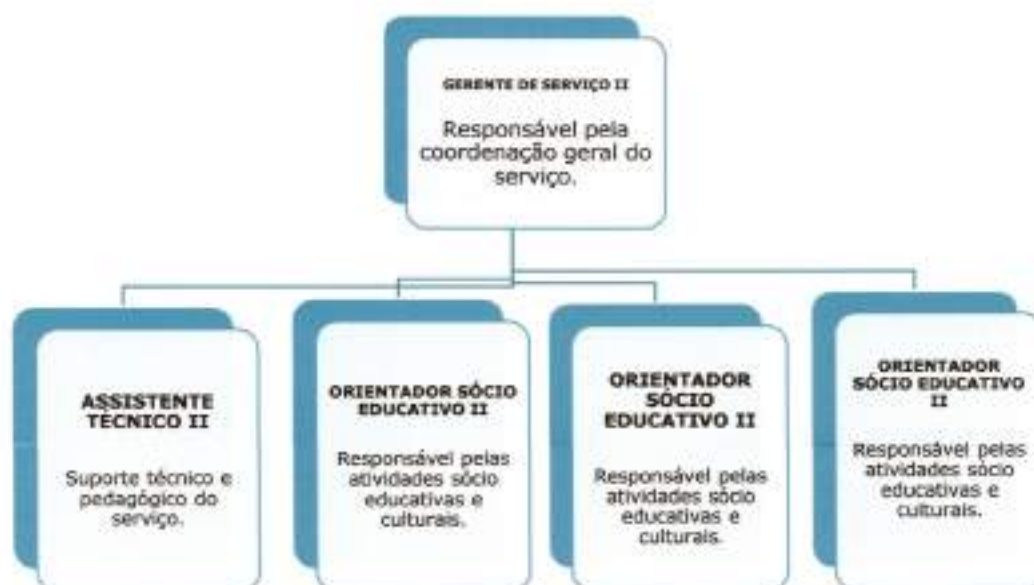 GERENTE DE SERVIÇO II
Responsável pela
coordenação geral do
serviço.
ASSISTENTE
TÉCNICO II
Suporte técnico e
pedagógico do
serviço.
ORIENTADOR SÓCIO
EDUCATIVO II
Responsável pelas
atividades sócio
educativas e
culturais.
ORIENTADOR
SÓCIO
EDUCATIVO II
Responsável pelas
atividades sócio
educativas e
culturais.
ORIENTADOR
SÓCIO EDUCATIVO
II
Responsável pelas
atividades sócio
educativas e
culturais.